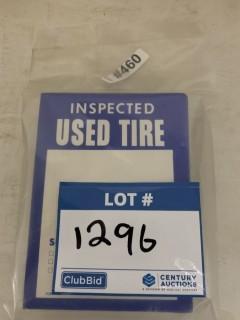 #460
INSPECTED
USED TIRE
S
LOT #
1296
ClubBid
CENTURY
AUCTIONS